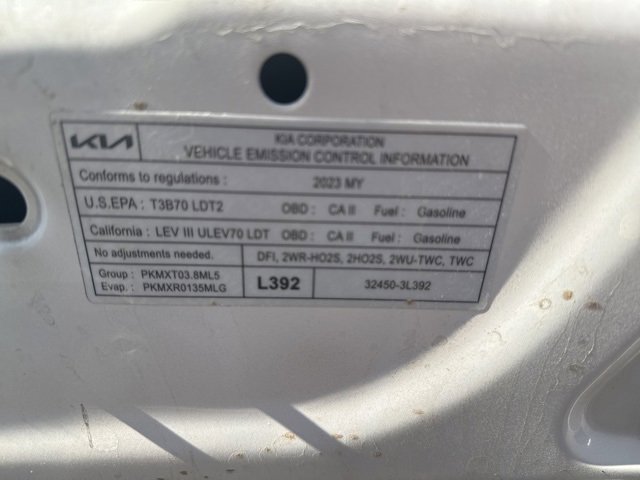 KIA
KIA CORPORATION
VEHICLE EMISSION CONTROL INFORMATION
Conforms to regulations : 2023 MY
U.S.EPA : T3B70 LDT2 OBD : CA II Fuel : Gasoline
California : LEV III ULEV70 LDT OBD : CA II Fuel : Gasoline
No adjustments needed. DFI, 2WR-HO2S, 2HO2S, 2WU-TWC, TWC
Group : PKMXT03.8ML5
Evap. : PKMXR0135MLG
L392
32450-3L392